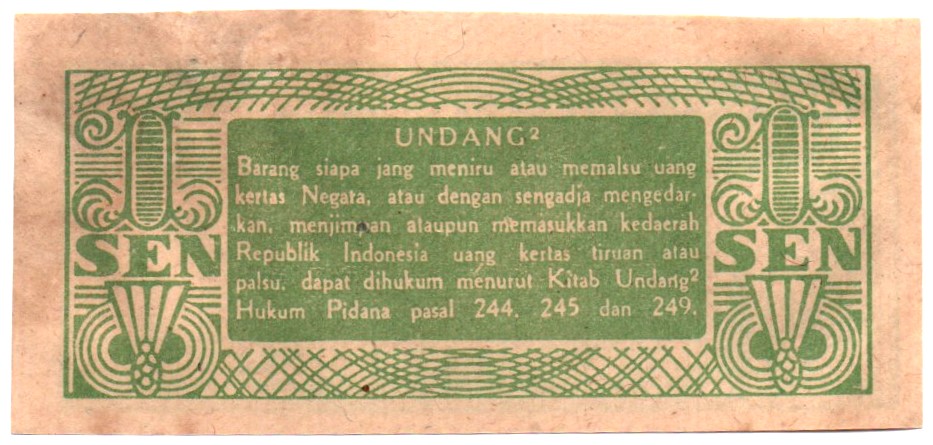 UNDANG²
Barang siapa jang meniru atau memalsu uang
kertas Negara, atau dengan sengadja mengedar-
kan, menjimpan ataupun memasukkan kedaerah
Republik Indonesia uang kertas tiruan atau
palsu, dapat dihukum menurut Kitab Undang²
Hukum Pidana pasal 244, 245 dan 249.
1 SEN
1 SEN